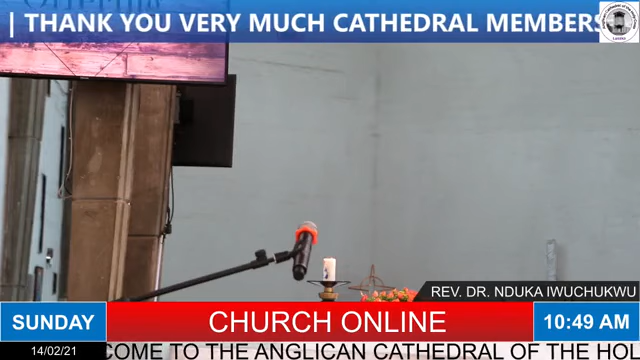 | THANK YOU VERY MUCH CATHEDRAL MEMBERS
REV. DR. NDUKA IWUCHUKWU
SUNDAY
CHURCH ONLINE
10:49 AM
14/02/21
COME TO THE ANGLICAN CATHEDRAL OF THE HOL